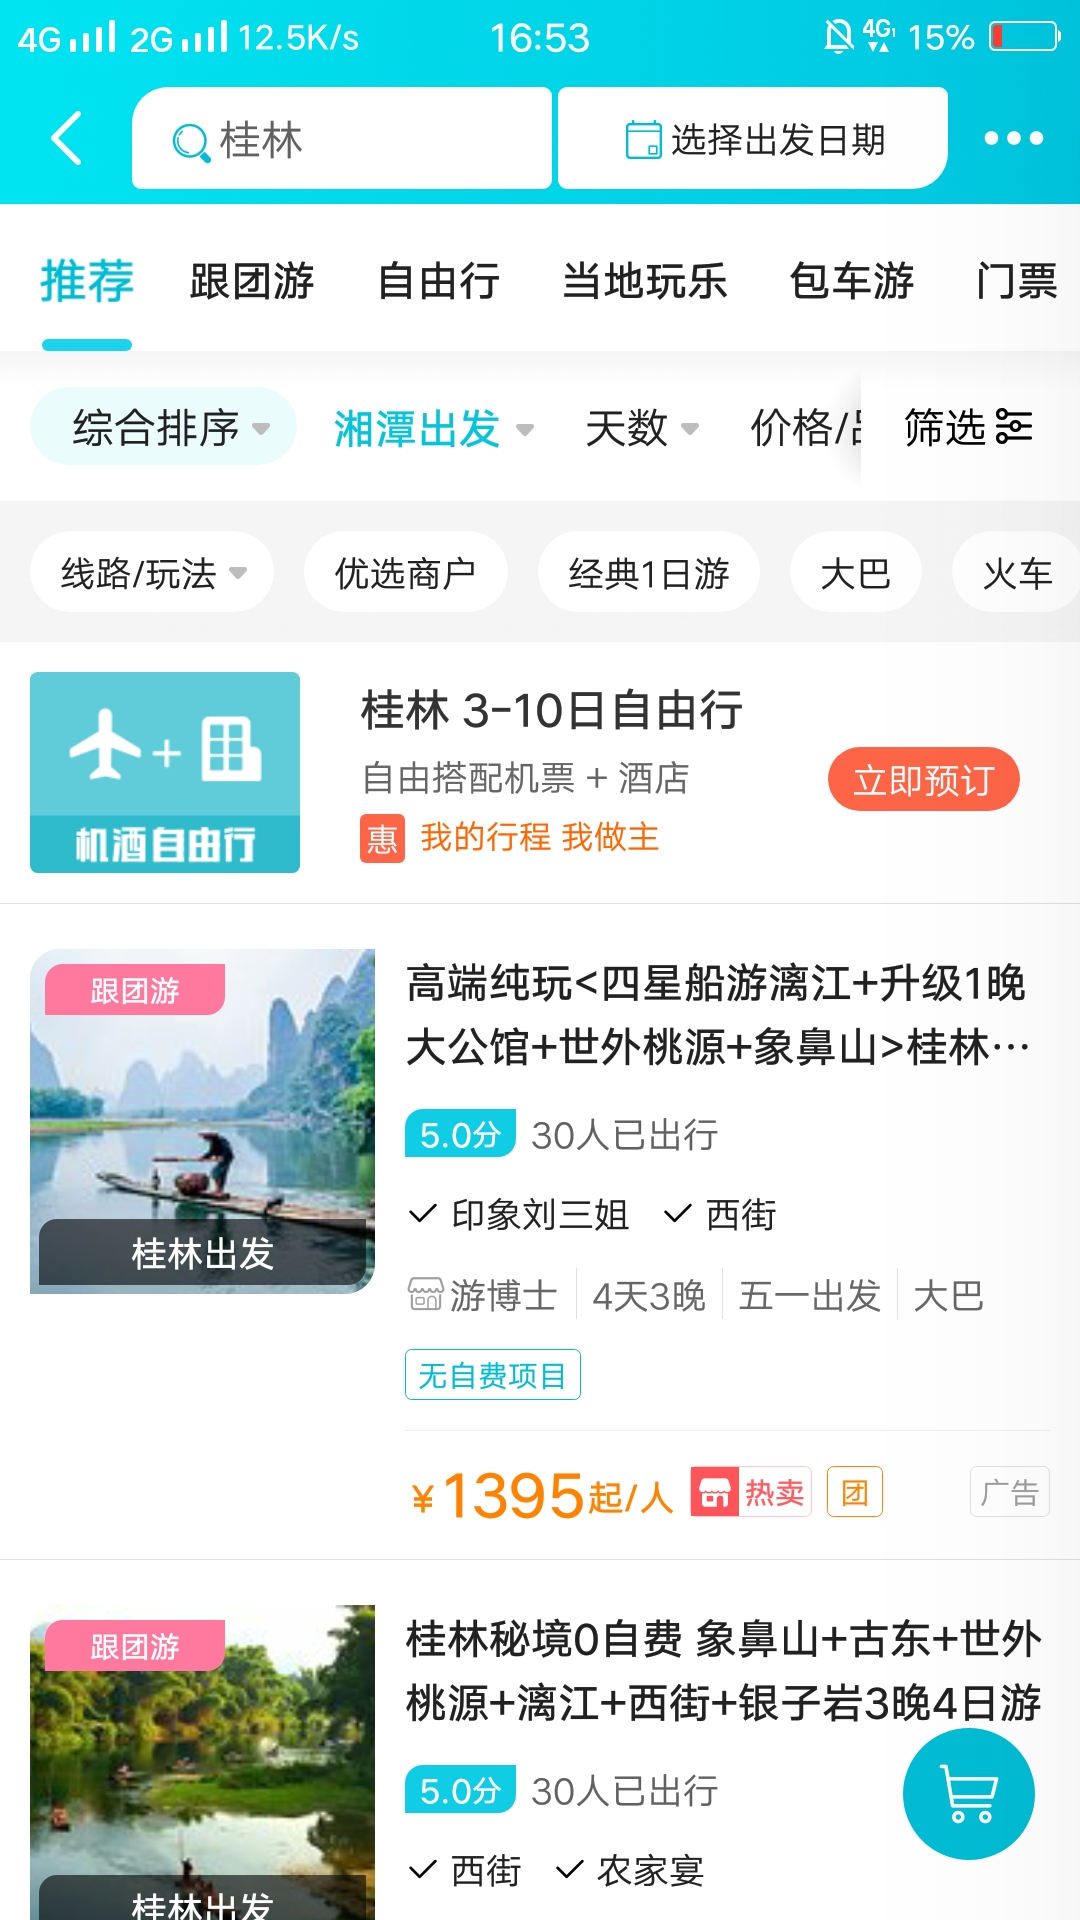 4G 2G 12.5K/s 16:53 4G 15%
桂林 选择出发日期
推荐 跟团游 自由行 当地玩乐 包车游 门票
综合排序 湘潭出发 天数 价格/ 筛选
线路/玩法 优选商户 经典1日游 大巴 火车
机酒自由行
桂林 3-10日自由行
自由搭配机票 + 酒店
立即预订
惠 我的行程 我做主
跟团游
桂林出发
高端纯玩<四星船游漓江+升级1晚
大公馆+世外桃源+象鼻山>桂林…
5.0分 30人已出行
印象刘三姐 西街
游博士 4天3晚 五一出发 大巴
无自费项目
¥1395起/人 热卖 团 广告
跟团游
桂林出发
桂林秘境0自费 象鼻山+古东+世外
桃源+漓江+西街+银子岩3晚4日游
5.0分 30人已出行
西街 农家宴